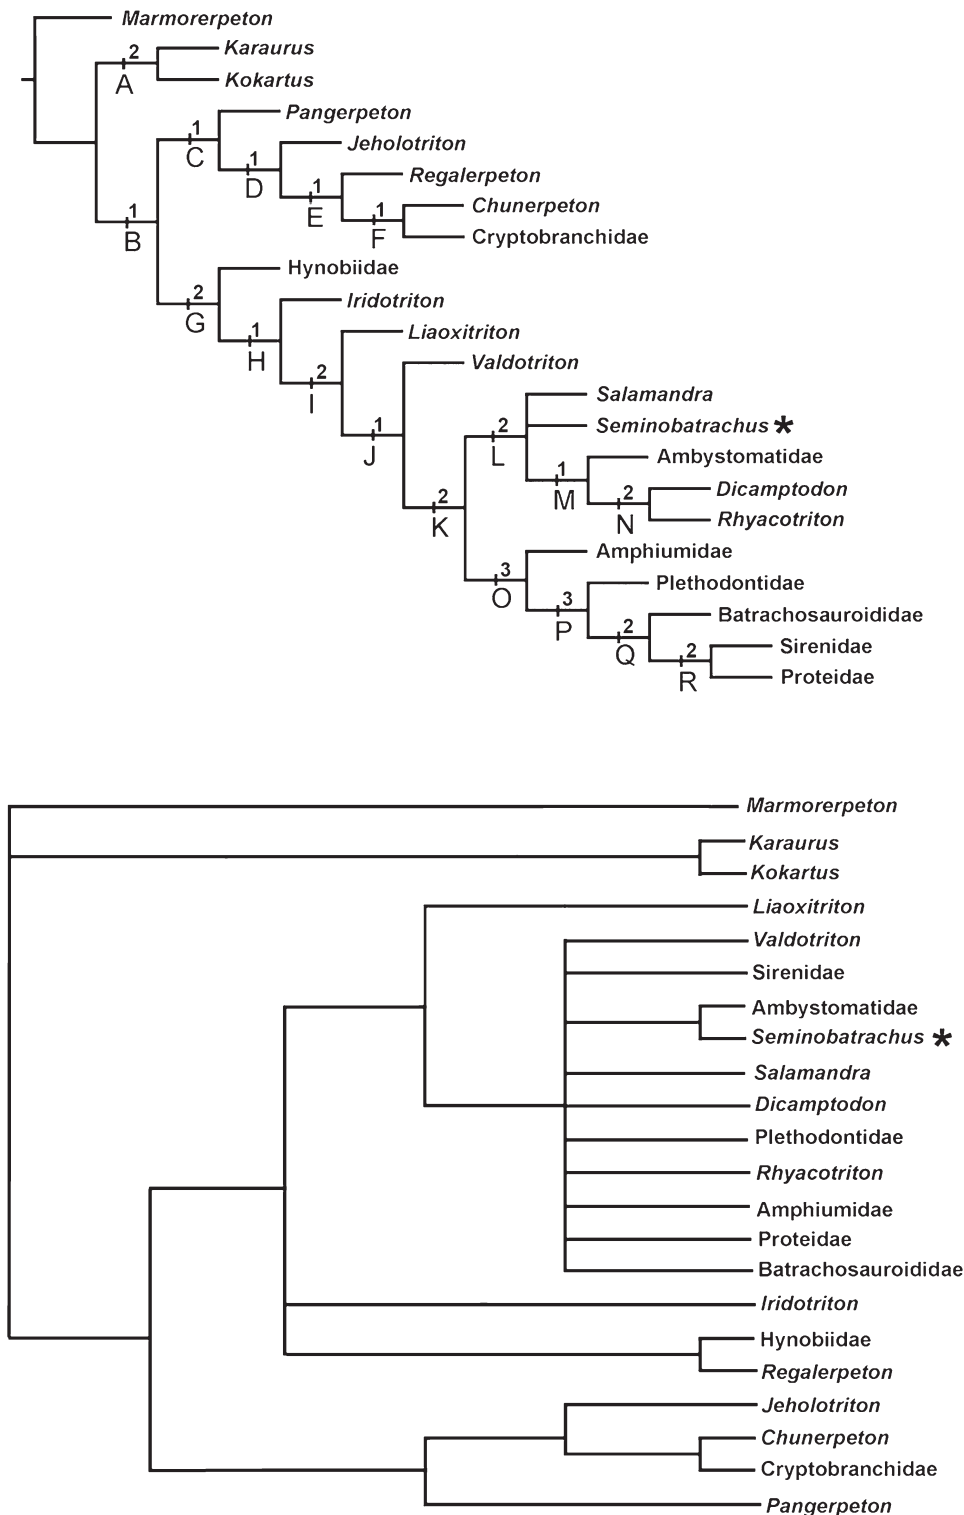 Marmorerpeton
2
Karaurus
A
Kokartus
Pangerpeton
1
C
Jeholotriton
1
D
Regalerpeton
1
E
Chunerpeton
1
F
Cryptobranchidae
1
B
Hynobiidae
2
G
Iridotriton
1
H
Liaoxitriton
2
I
Valdotriton
1
J
Salamandra
2
L
Seminobatrachus *
Ambystomatidae
1
M
Dicamptodon
2
N
Rhyacotriton
2
K
Amphiumidae
3
O
Plethodontidae
3
P
Batrachosauroididae
2
Q
Sirenidae
2
R
Proteidae
Marmorerpeton
Karaurus
Kokartus
Liaoxitriton
Valdotriton
Sirenidae
Ambystomatidae
Seminobatrachus *
Salamandra
Dicamptodon
Plethodontidae
Rhyacotriton
Amphiumidae
Proteidae
Batrachosauroididae
Iridotriton
Hynobiidae
Regalerpeton
Jeholotriton
Chunerpeton
Cryptobranchidae
Pangerpeton